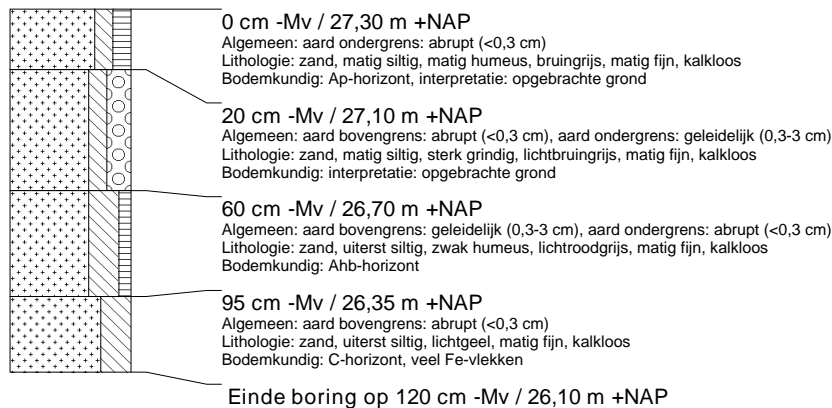 0 cm -Mv / 27,30 m +NAP
Algemeen: aard ondergrens: abrupt (<0,3 cm)
Lithologie: zand, matig siltig, matig humeus, bruingrijs, matig fijn, kalkloos
Bodemkundig: Ap-horizont, interpretatie: opgebrachte grond
20 cm -Mv / 27,10 m +NAP
Algemeen: aard bovengrens: abrupt (<0,3 cm), aard ondergrens: geleidelijk (0,3-3 cm)
Lithologie: zand, matig siltig, sterk grindig, lichtbruingrijs, matig fijn, kalkloos
Bodemkundig: interpretatie: opgebrachte grond
60 cm -Mv / 26,70 m +NAP
Algemeen: aard bovengrens: geleidelijk (0,3-3 cm), aard ondergrens: abrupt (<0,3 cm)
Lithologie: zand, uiterst siltig, zwak humeus, lichtroodgrijs, matig fijn, kalkloos
Bodemkundig: Ahb-horizont
95 cm -Mv / 26,35 m +NAP
Algemeen: aard bovengrens: abrupt (<0,3 cm)
Lithologie: zand, uiterst siltig, lichtgeel, matig fijn, kalkloos
Bodemkundig: C-horizont, veel Fe-vlekken
Einde boring op 120 cm -Mv / 26,10 m +NAP